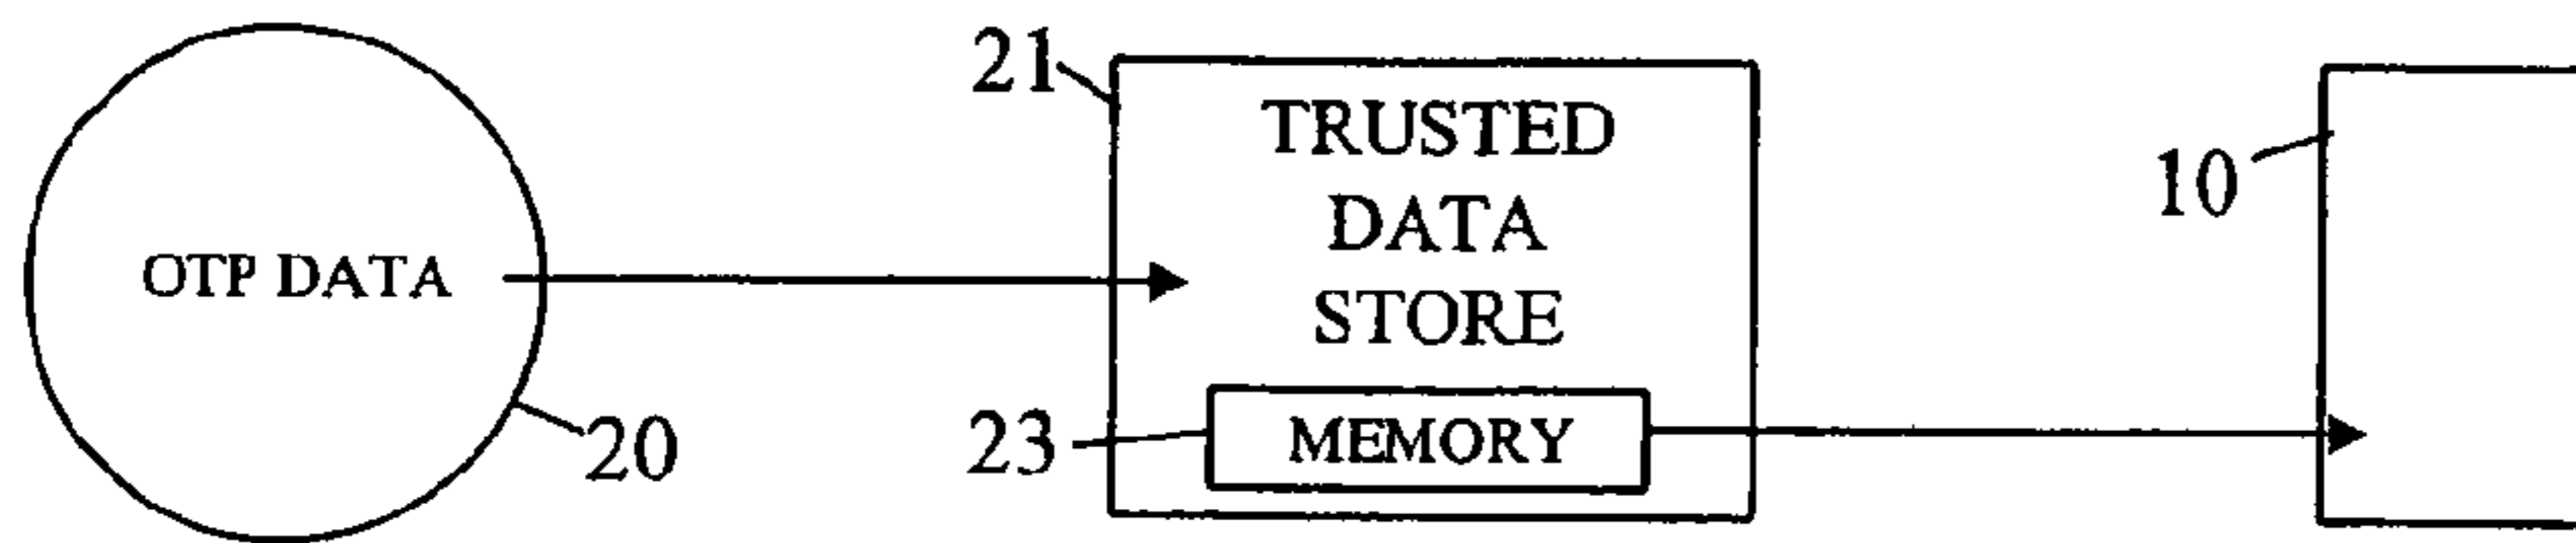 OTP DATA
20
21
TRUSTED
DATA
STORE
23
MEMORY
10